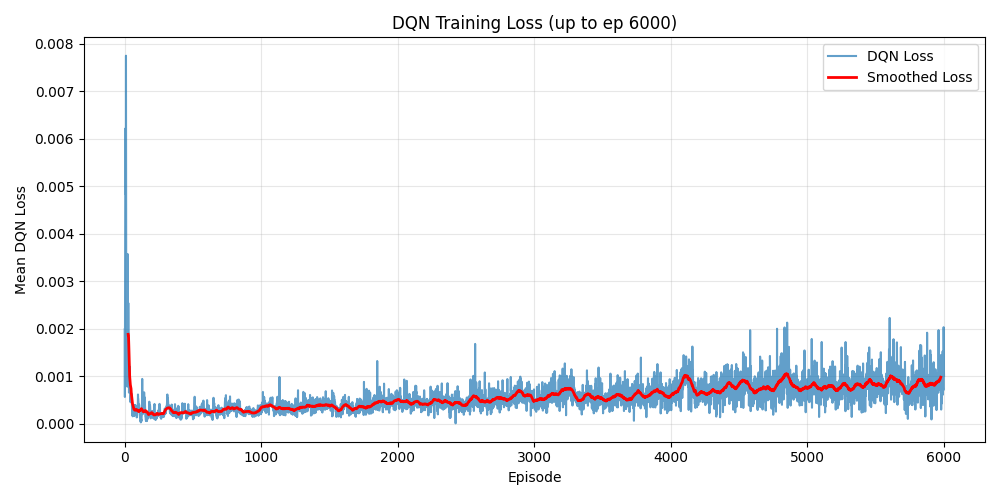 DQN Training Loss (up to ep 6000)
DQN Loss
Smoothed Loss
Mean DQN Loss
0.008
0.007
0.006
0.005
0.004
0.003
0.002
0.001
0.000
0 1000 2000 3000 4000 5000 6000
Episode